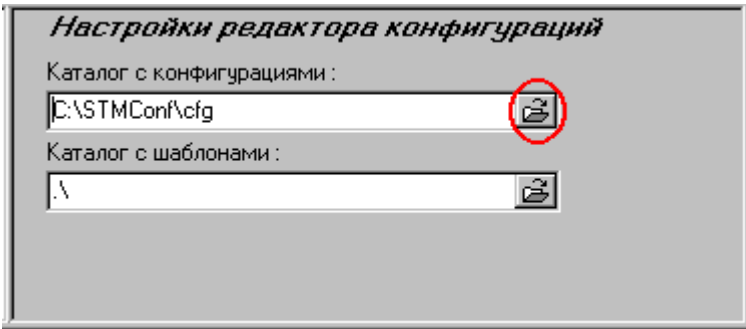 Настройки редактора конфигураций
Каталог с конфигурациями :
C:\STMConf\cfg
Каталог с шаблонами :
.\